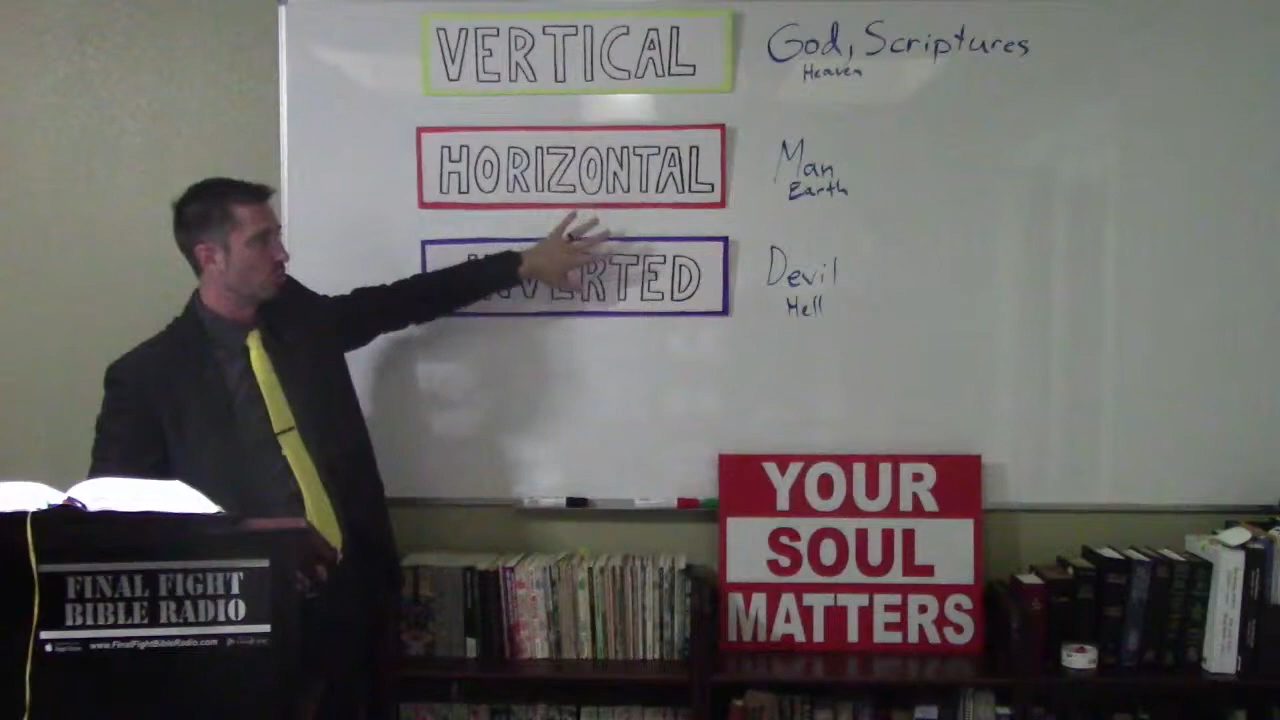 VERTICAL
God, Scriptures
Heaven
HORIZONTAL
Man
Earth
INVERTED
Devil
Hell
YOUR
SOUL
MATTERS
FINAL FIGHT
BIBLE RADIO
www.FinalFightBibleRadio.com